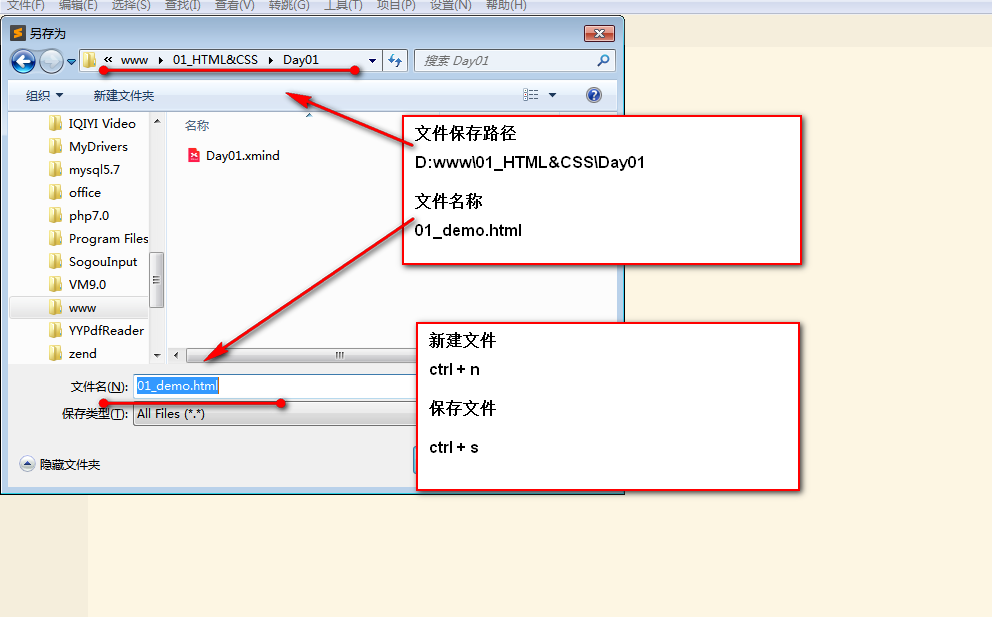 文件(F) 编辑(E) 选择(S) 查找(I) 查看(V) 转跳(G) 工具(T) 项目(P) 设置(N) 帮助(H)
另存为
« www 01_HTML&CSS Day01
搜索 Day01
组织 新建文件夹
IQIYI Video
MyDrivers
mysql5.7
office
php7.0
Program Files
SogouInput
VM9.0
www
YYPdfReader
zend
名称
Day01.xmind
文件保存路径
D:www\01_HTML&CSS\Day01
文件名称
01_demo.html
新建文件
ctrl + n
保存文件
ctrl + s
文件名(N): 01_demo.html
保存类型(T): All Files (*.*)
隐藏文件夹